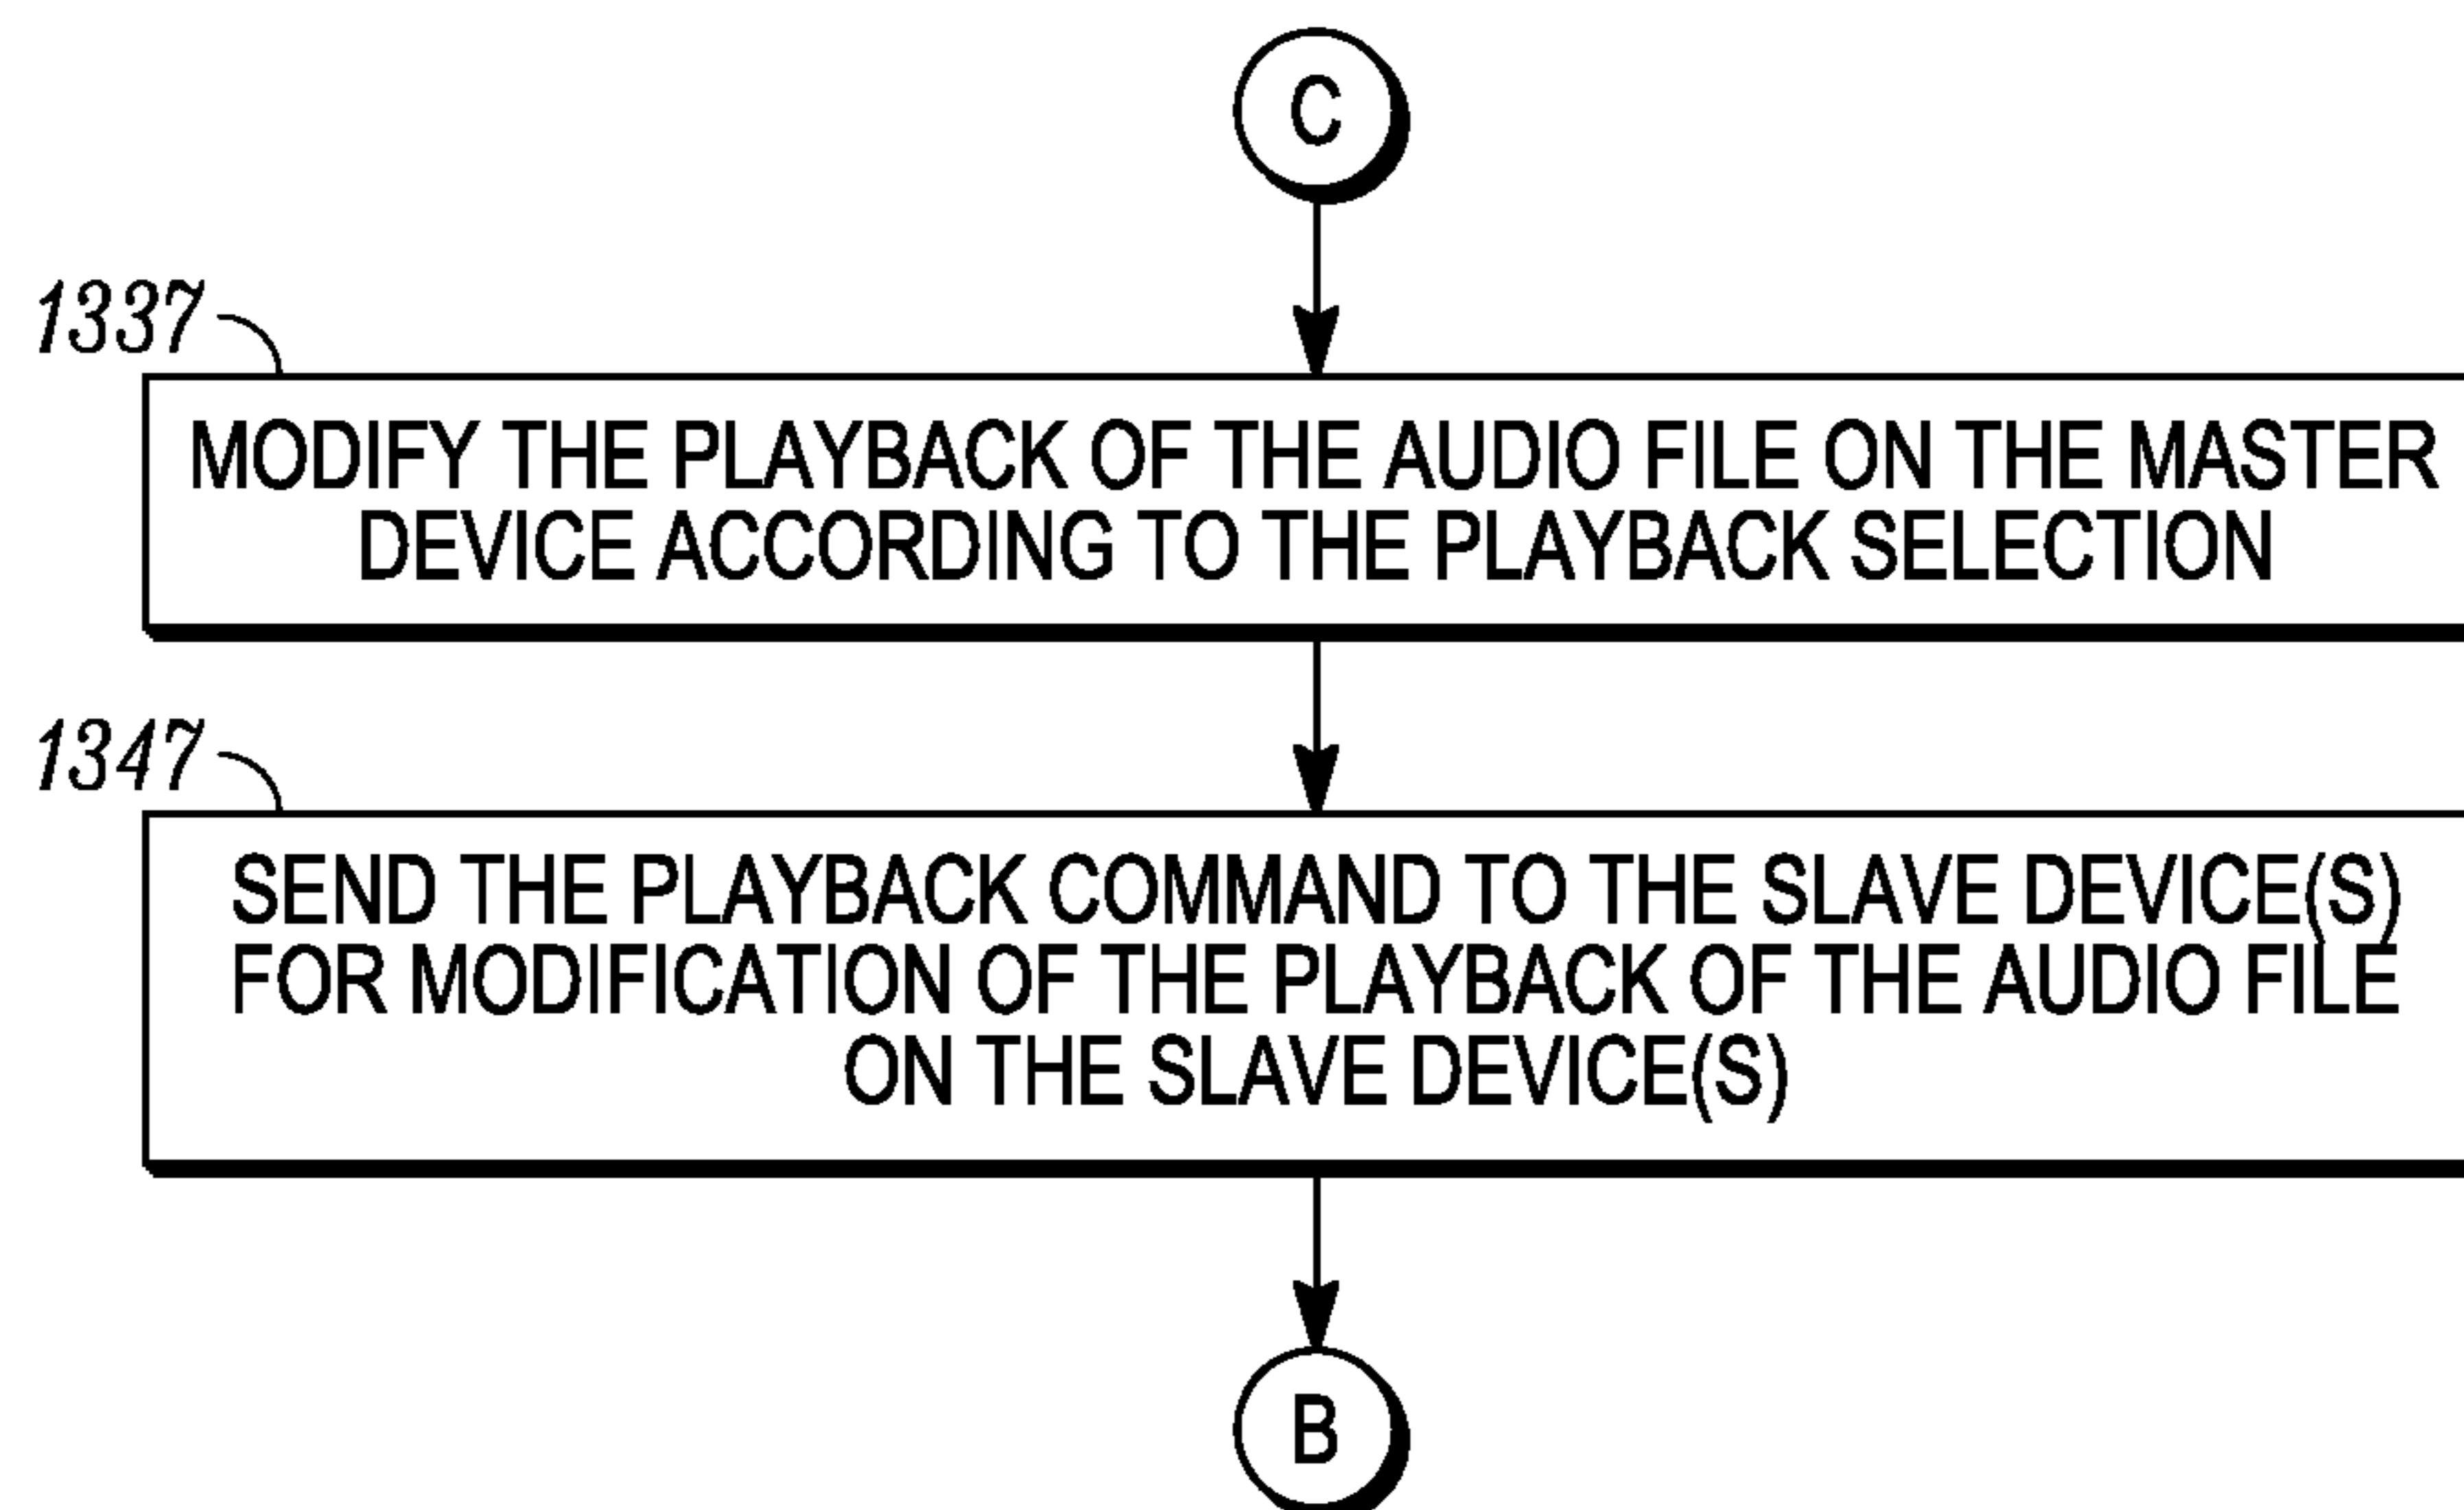 C
1337
MODIFY THE PLAYBACK OF THE AUDIO FILE ON THE MASTER
DEVICE ACCORDING TO THE PLAYBACK SELECTION
1347
SEND THE PLAYBACK COMMAND TO THE SLAVE DEVICE(S)
FOR MODIFICATION OF THE PLAYBACK OF THE AUDIO FILE
ON THE SLAVE DEVICE(S)
B